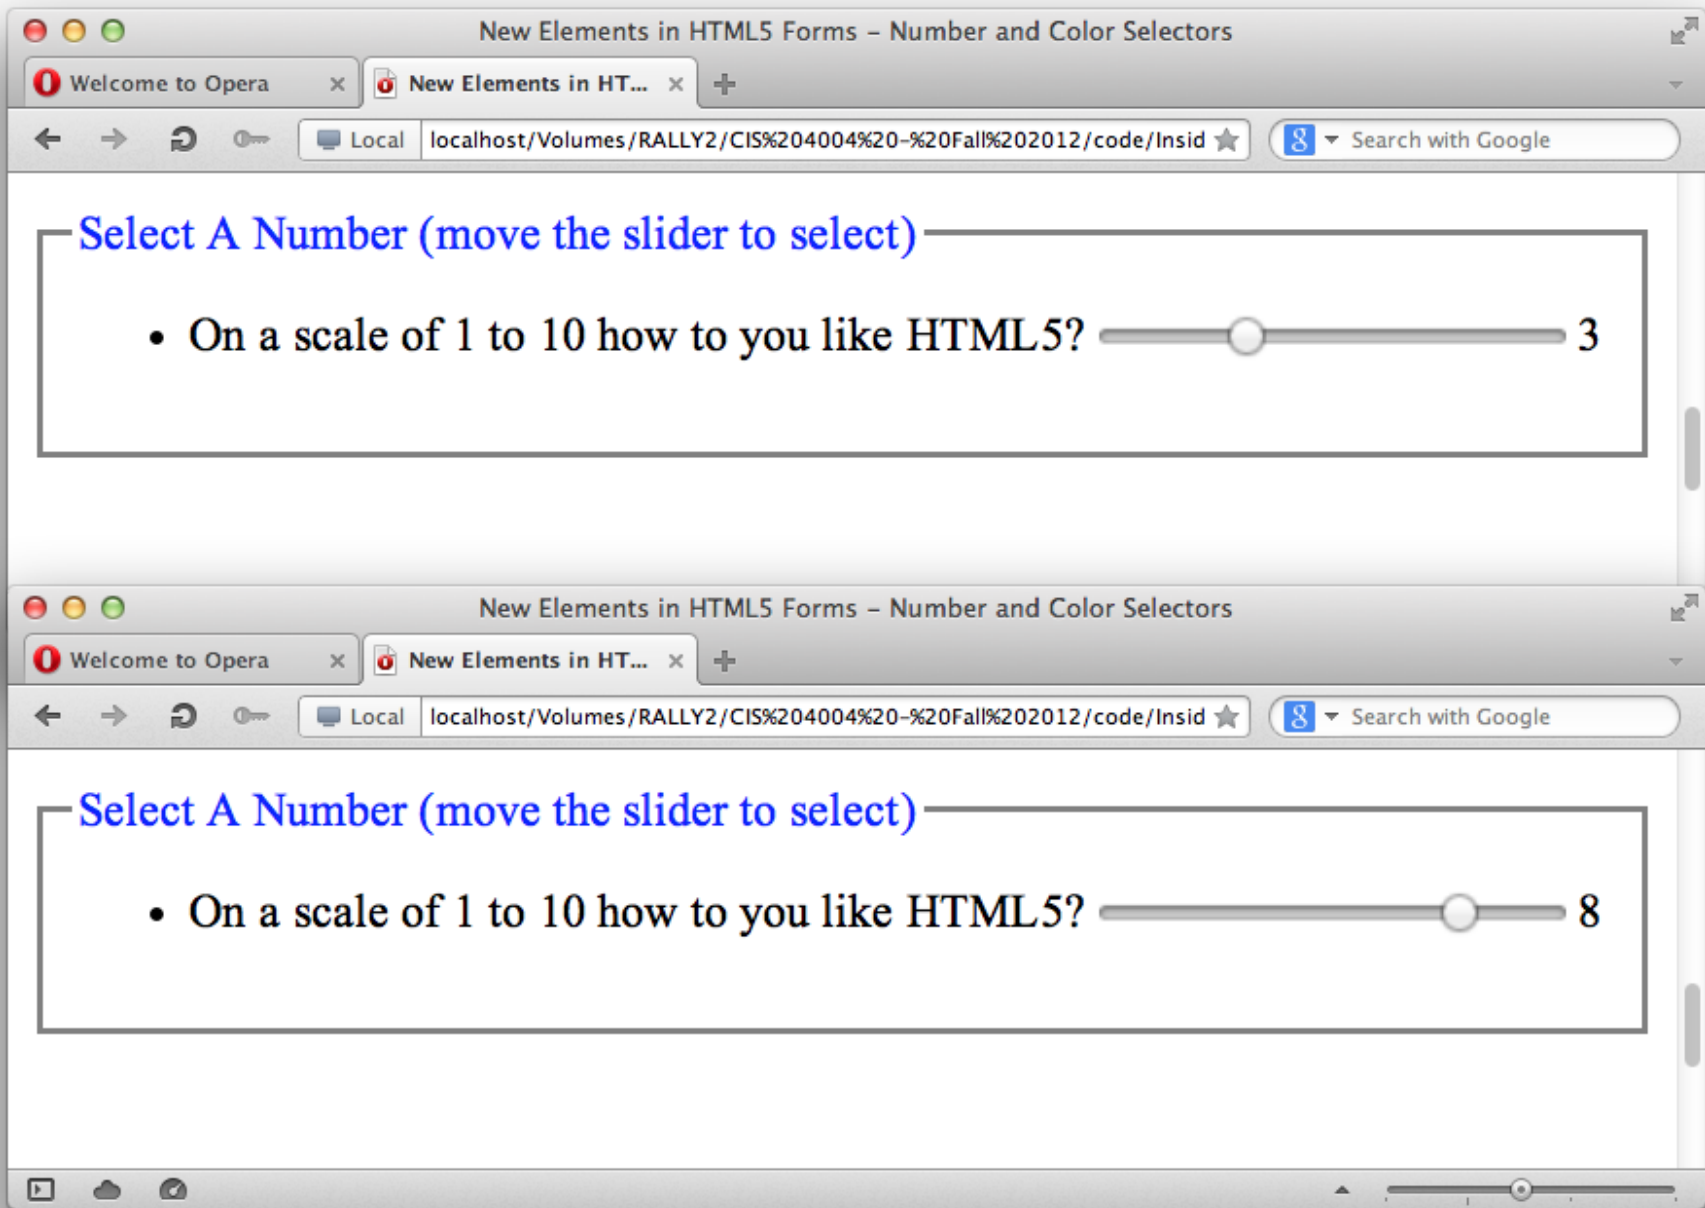 New Elements in HTML5 Forms – Number and Color Selectors
Welcome to Opera
New Elements in HT...
Local localhost/Volumes/RALLY2/CIS%204004%20-%20Fall%202012/code/Insid
Search with Google
Select A Number (move the slider to select)
• On a scale of 1 to 10 how to you like HTML5? 3
New Elements in HTML5 Forms – Number and Color Selectors
Welcome to Opera
New Elements in HT...
Local localhost/Volumes/RALLY2/CIS%204004%20-%20Fall%202012/code/Insid
Search with Google
Select A Number (move the slider to select)
• On a scale of 1 to 10 how to you like HTML5? 8